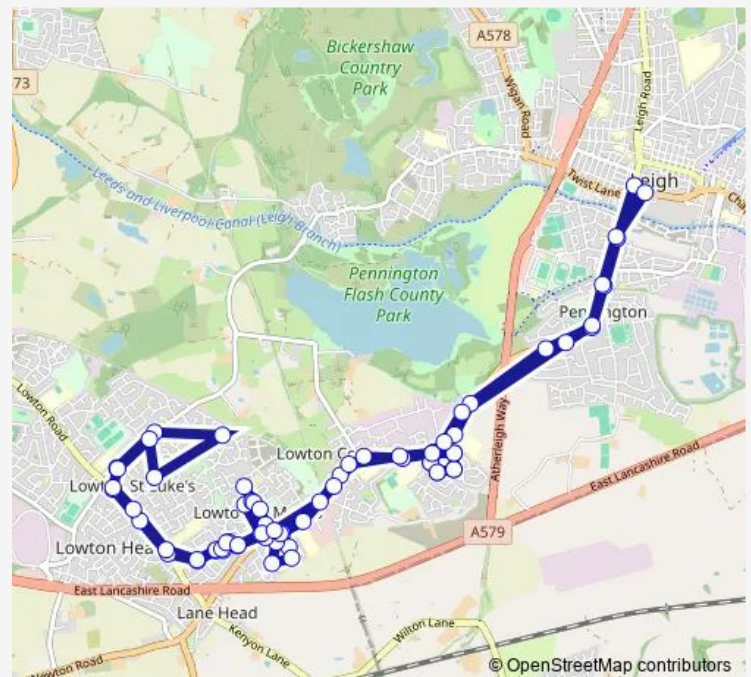 Bickershaw
Country
Park
A578
73
Wigan Road
Leigh Road
Twist Lane
Leigh
Leeds and Liverpool Canal (Leigh Branch)
Pennington
Flash County
Park
Pennington
Lowton Road
Lowton
St Luke's
Lowton
Lowton
Atherleigh Way
East Lancashire Road
A579
East Lancashire Road
Lane Head
Kenyon Lane
Wilton Lane
Newton Road
© OpenStreetMap contributors